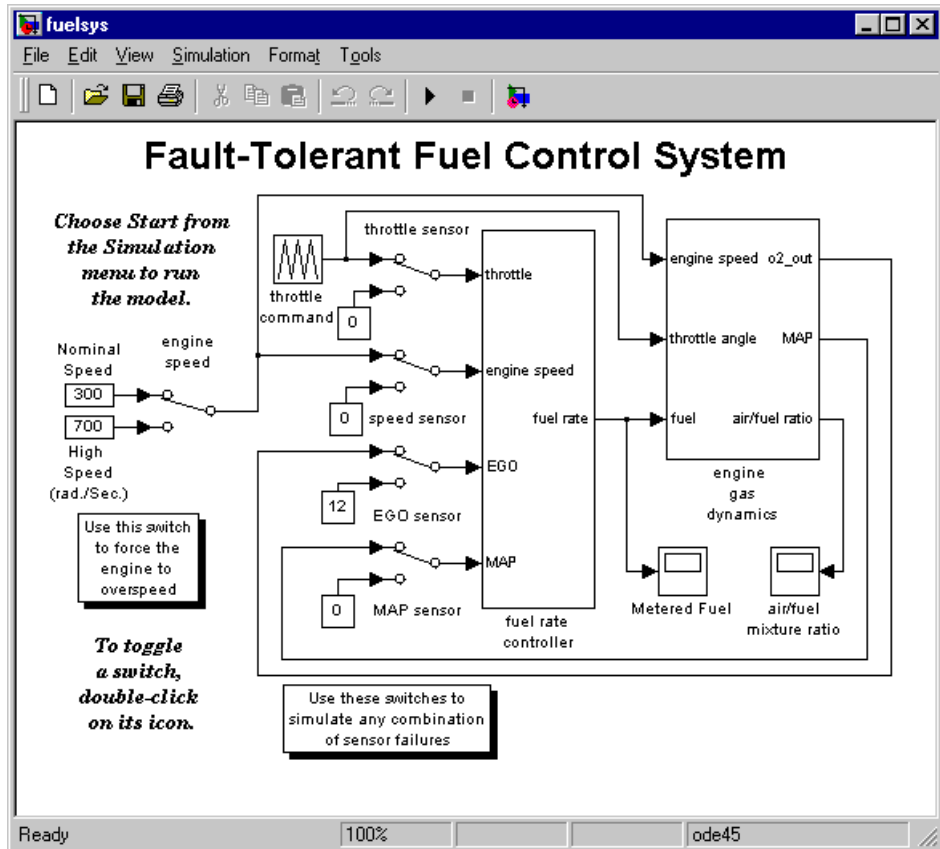 fuelsys
File Edit View Simulation Format Tools
Fault-Tolerant Fuel Control System
Choose Start from
the Simulation
menu to run
the model.
throttle sensor
throttle
command
0
throttle
engine speed
o2_out
throttle angle
MAP
Nominal
Speed
300
700
High
Speed
(rad./Sec.)
engine
speed
0
speed sensor
engine speed
fuel rate
fuel
air/fuel ratio
EGO
engine
gas
dynamics
12
EGO sensor
Use this switch
to force the
engine to
overspeed
MAP
0
MAP sensor
fuel rate
controller
Metered Fuel
air/fuel
mixture ratio
To toggle
a switch,
double-click
on its icon.
Use these switches to
simulate any combination
of sensor failures
Ready
100%
ode45